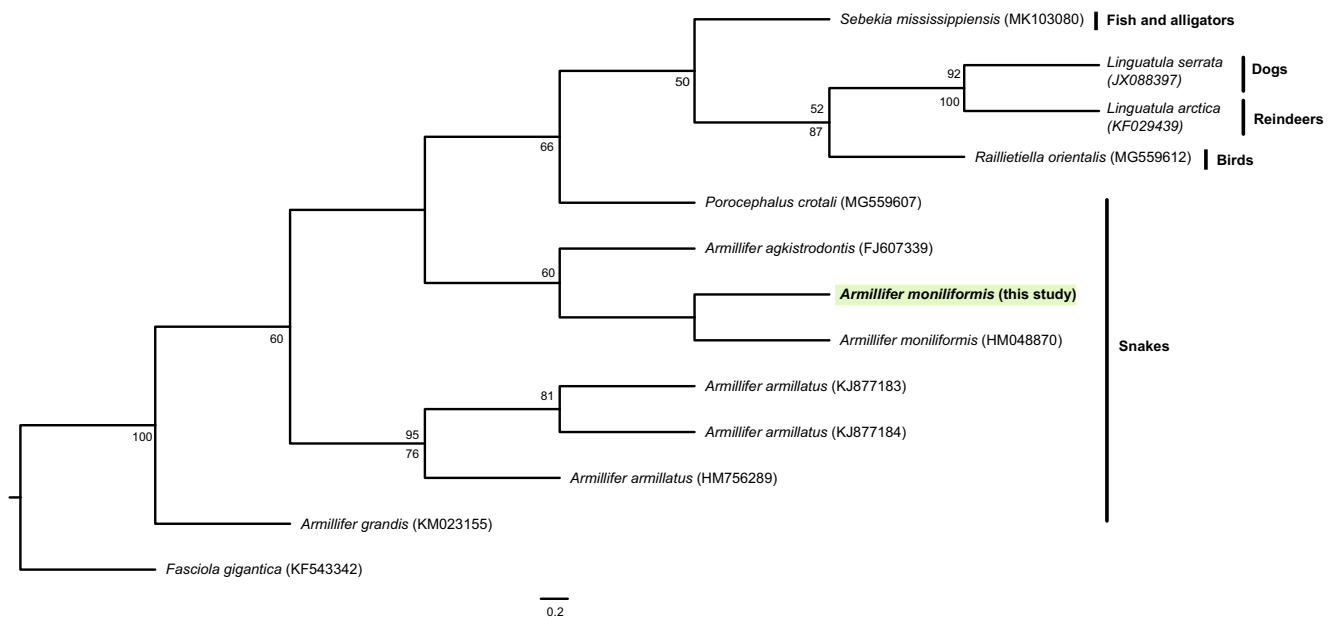 Sebekia mississippiensis (MK103080)
Fish and alligators
50
92
100
Linguatula serrata
(JX088397)
Dogs
Linguatula arctica
(KF029439)
Reindeers
52
87
Raillietiella orientalis (MG559612)
Birds
66
Porocephalus crotali (MG559607)
Armillifer agkistrodontis (FJ607339)
60
Armillifer moniliformis (this study)
Armillifer moniliformis (HM048870)
Snakes
60
Armillifer armillatus (KJ877183)
81
Armillifer armillatus (KJ877184)
95
76
Armillifer armillatus (HM756289)
100
Armillifer grandis (KM023155)
Fasciola gigantica (KF543342)
0.2